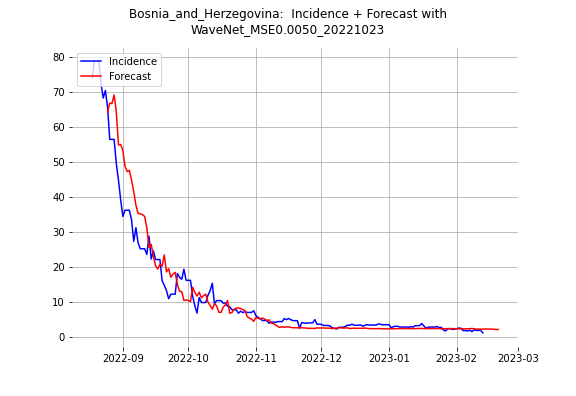 Bosnia_and_Herzegovina:  Incidence + Forecast with
WaveNet_MSE0.0050_20221023
Incidence
Forecast
80
70
60
50
40
30
20
10
0
2022-09 2022-10 2022-11 2022-12 2023-01 2023-02 2023-03